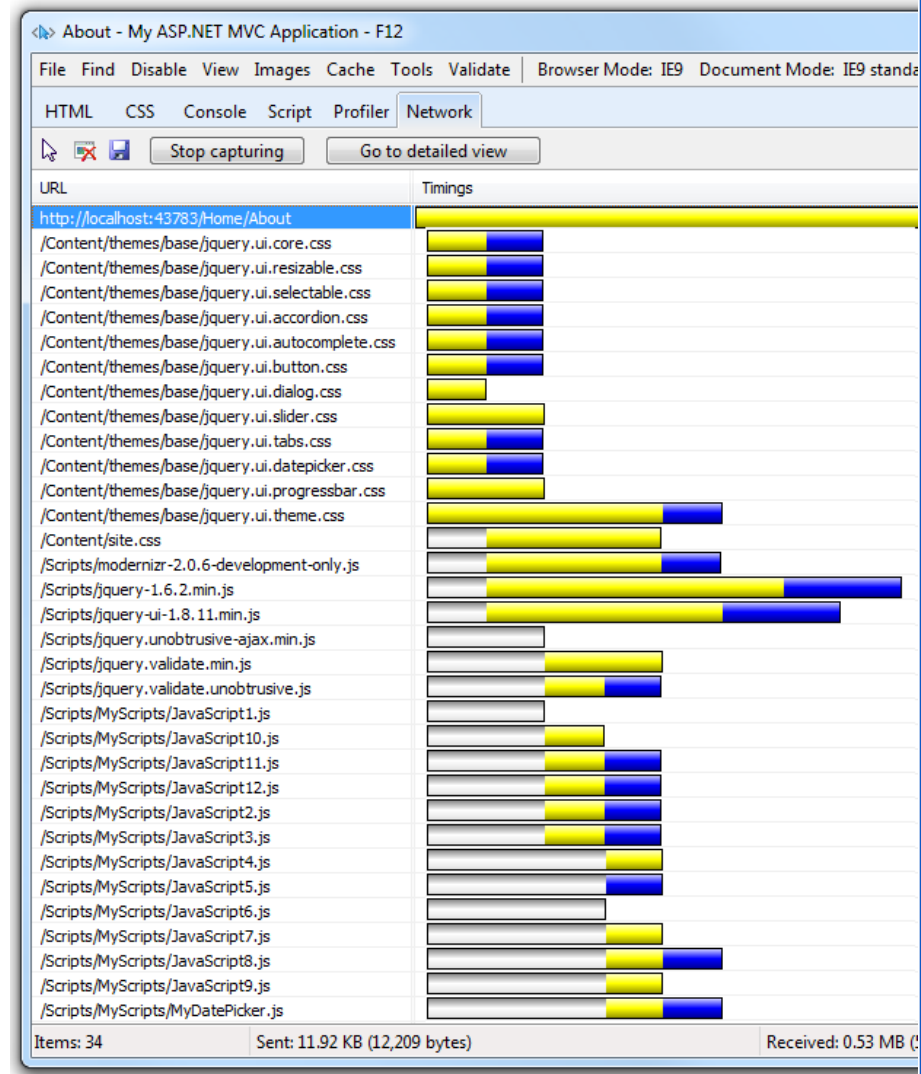 About - My ASP.NET MVC Application - F12
File Find Disable View Images Cache Tools Validate Browser Mode: IE9 Document Mode: IE9 standa
HTML CSS Console Script Profiler Network
Stop capturing Go to detailed view
URL Timings
http://localhost:43783/Home/About
/Content/themes/base/jquery.ui.core.css
/Content/themes/base/jquery.ui.resizable.css
/Content/themes/base/jquery.ui.selectable.css
/Content/themes/base/jquery.ui.accordion.css
/Content/themes/base/jquery.ui.autocomplete.css
/Content/themes/base/jquery.ui.button.css
/Content/themes/base/jquery.ui.dialog.css
/Content/themes/base/jquery.ui.slider.css
/Content/themes/base/jquery.ui.tabs.css
/Content/themes/base/jquery.ui.datepicker.css
/Content/themes/base/jquery.ui.progressbar.css
/Content/themes/base/jquery.ui.theme.css
/Content/site.css
/Scripts/modernizr-2.0.6-development-only.js
/Scripts/jquery-1.6.2.min.js
/Scripts/jquery-ui-1.8.11.min.js
/Scripts/jquery.unobtrusive-ajax.min.js
/Scripts/jquery.validate.min.js
/Scripts/jquery.validate.unobtrusive.js
/Scripts/MyScripts/JavaScript1.js
/Scripts/MyScripts/JavaScript10.js
/Scripts/MyScripts/JavaScript11.js
/Scripts/MyScripts/JavaScript12.js
/Scripts/MyScripts/JavaScript2.js
/Scripts/MyScripts/JavaScript3.js
/Scripts/MyScripts/JavaScript4.js
/Scripts/MyScripts/JavaScript5.js
/Scripts/MyScripts/JavaScript6.js
/Scripts/MyScripts/JavaScript7.js
/Scripts/MyScripts/JavaScript8.js
/Scripts/MyScripts/JavaScript9.js
/Scripts/MyScripts/MyDatePicker.js
Items: 34 Sent: 11.92 KB (12,209 bytes) Received: 0.53 MB (